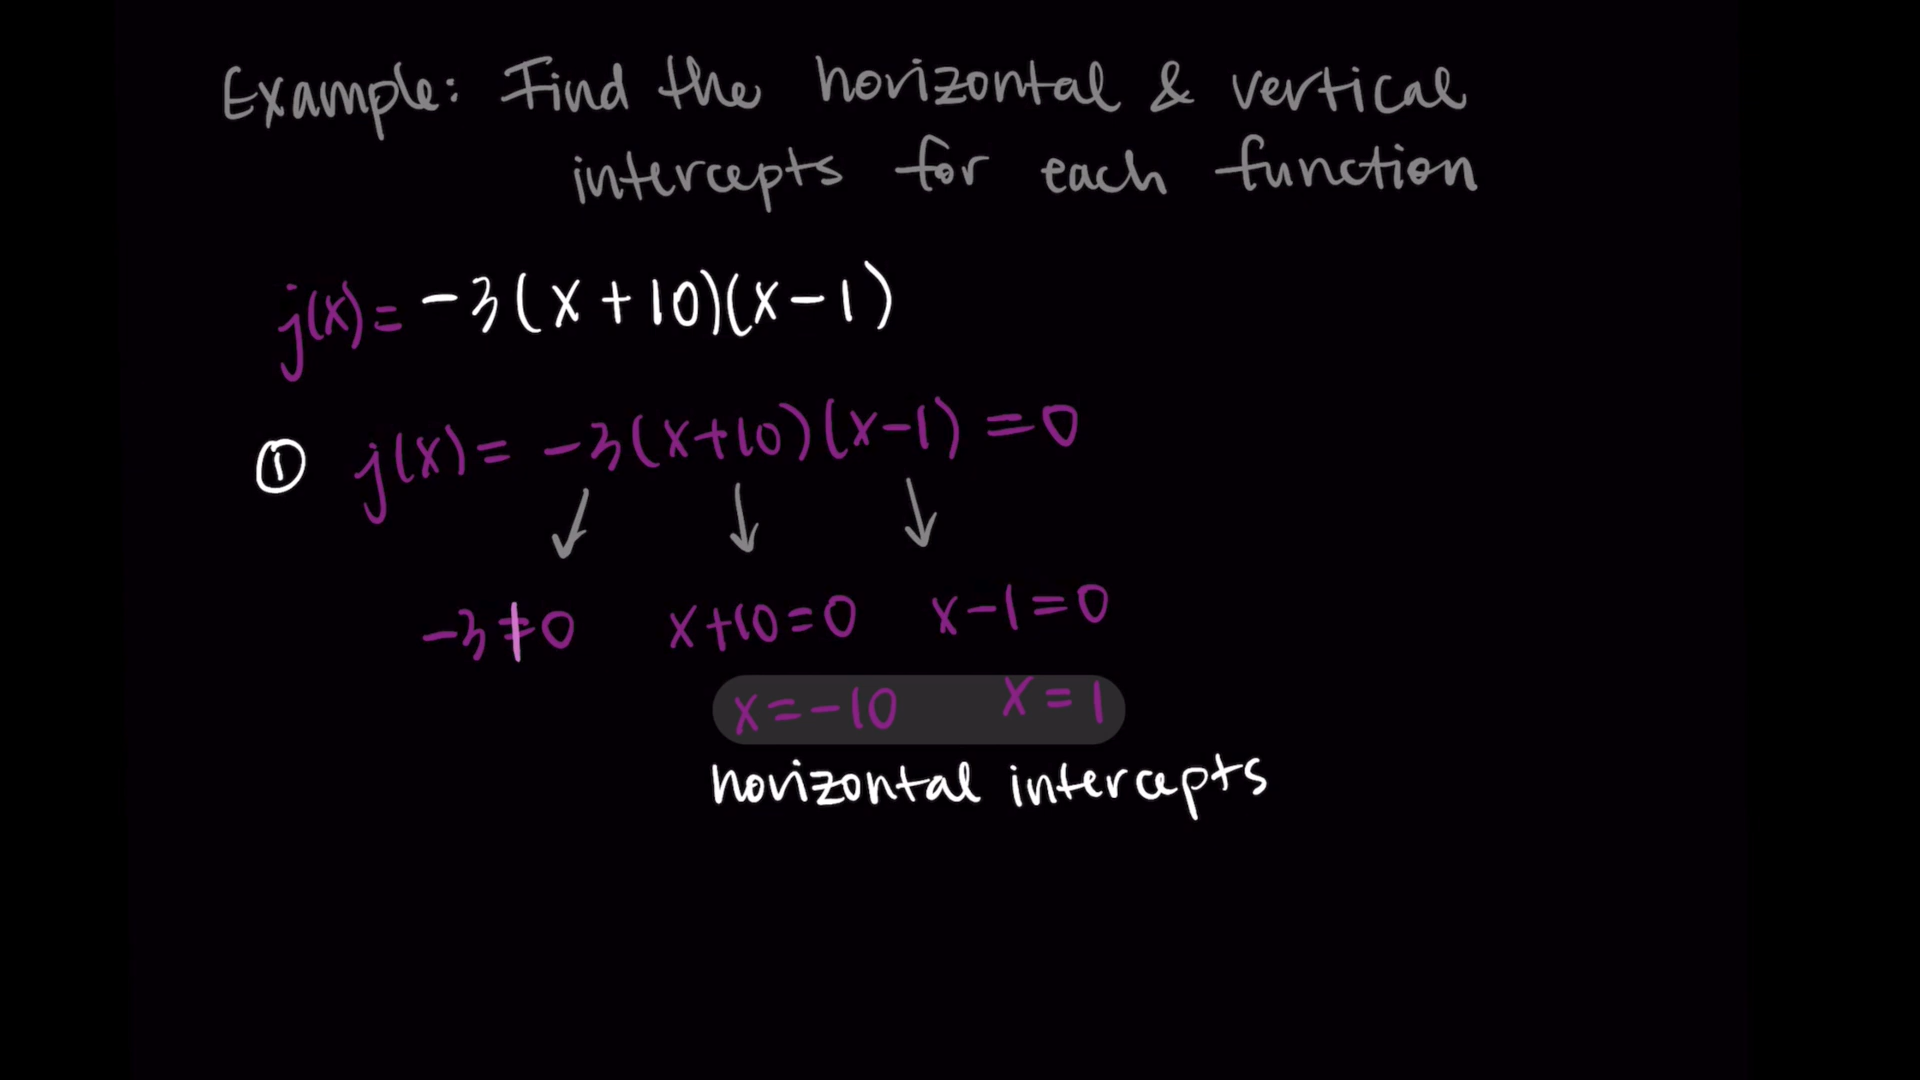 Example: Find the horizontal & vertical
intercepts for each function
j(x) = -3(x+10)(x-1)
① j(x) = -3(x+10)(x-1) = 0
↙ ↓ ↓
-3≠0 x+10=0 x-1=0
x=-10 x=1
horizontal intercepts